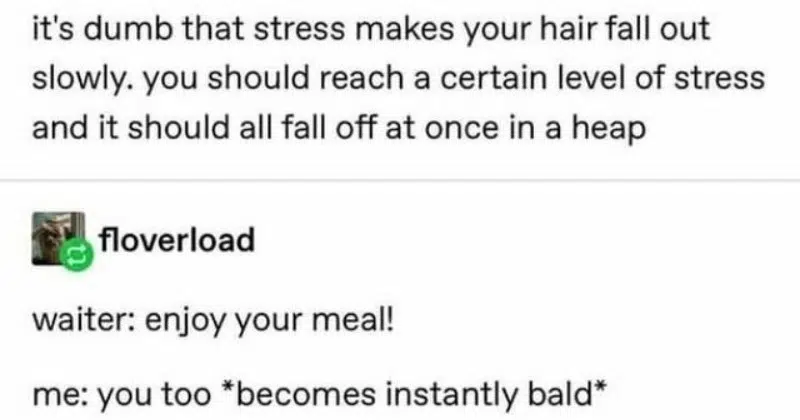 it's dumb that stress makes your hair fall out
slowly. you should reach a certain level of stress
and it should all fall off at once in a heap
floverload
waiter: enjoy your meal!
me: you too *becomes instantly bald*